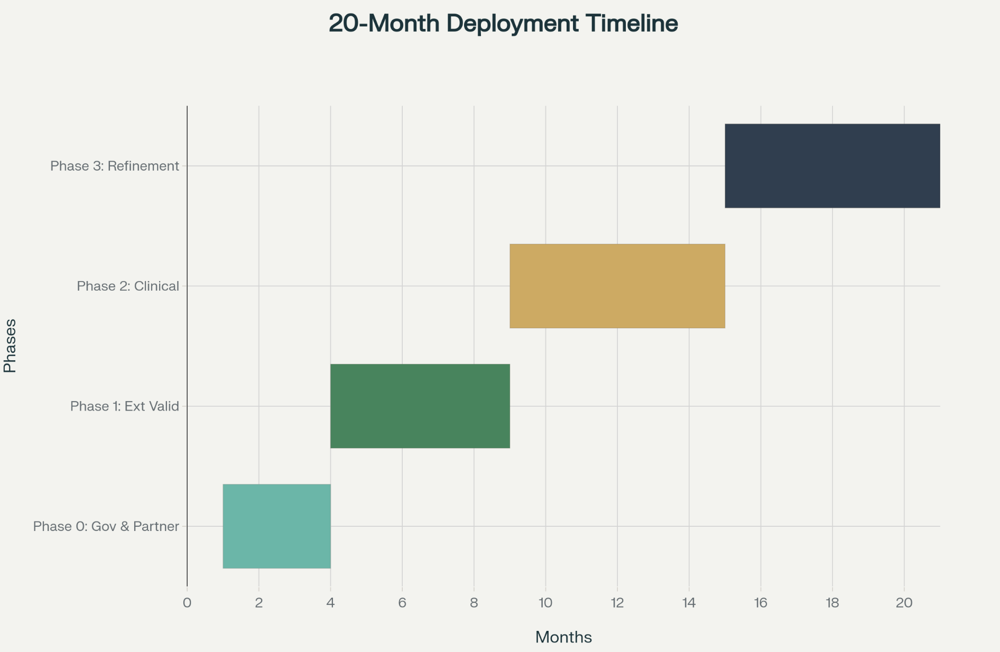 20-Month Deployment Timeline
Phases
Phase 3: Refinement
Phase 2: Clinical
Phase 1: Ext Valid
Phase 0: Gov & Partner
0 2 4 6 8 10 12 14 16 18 20
Months